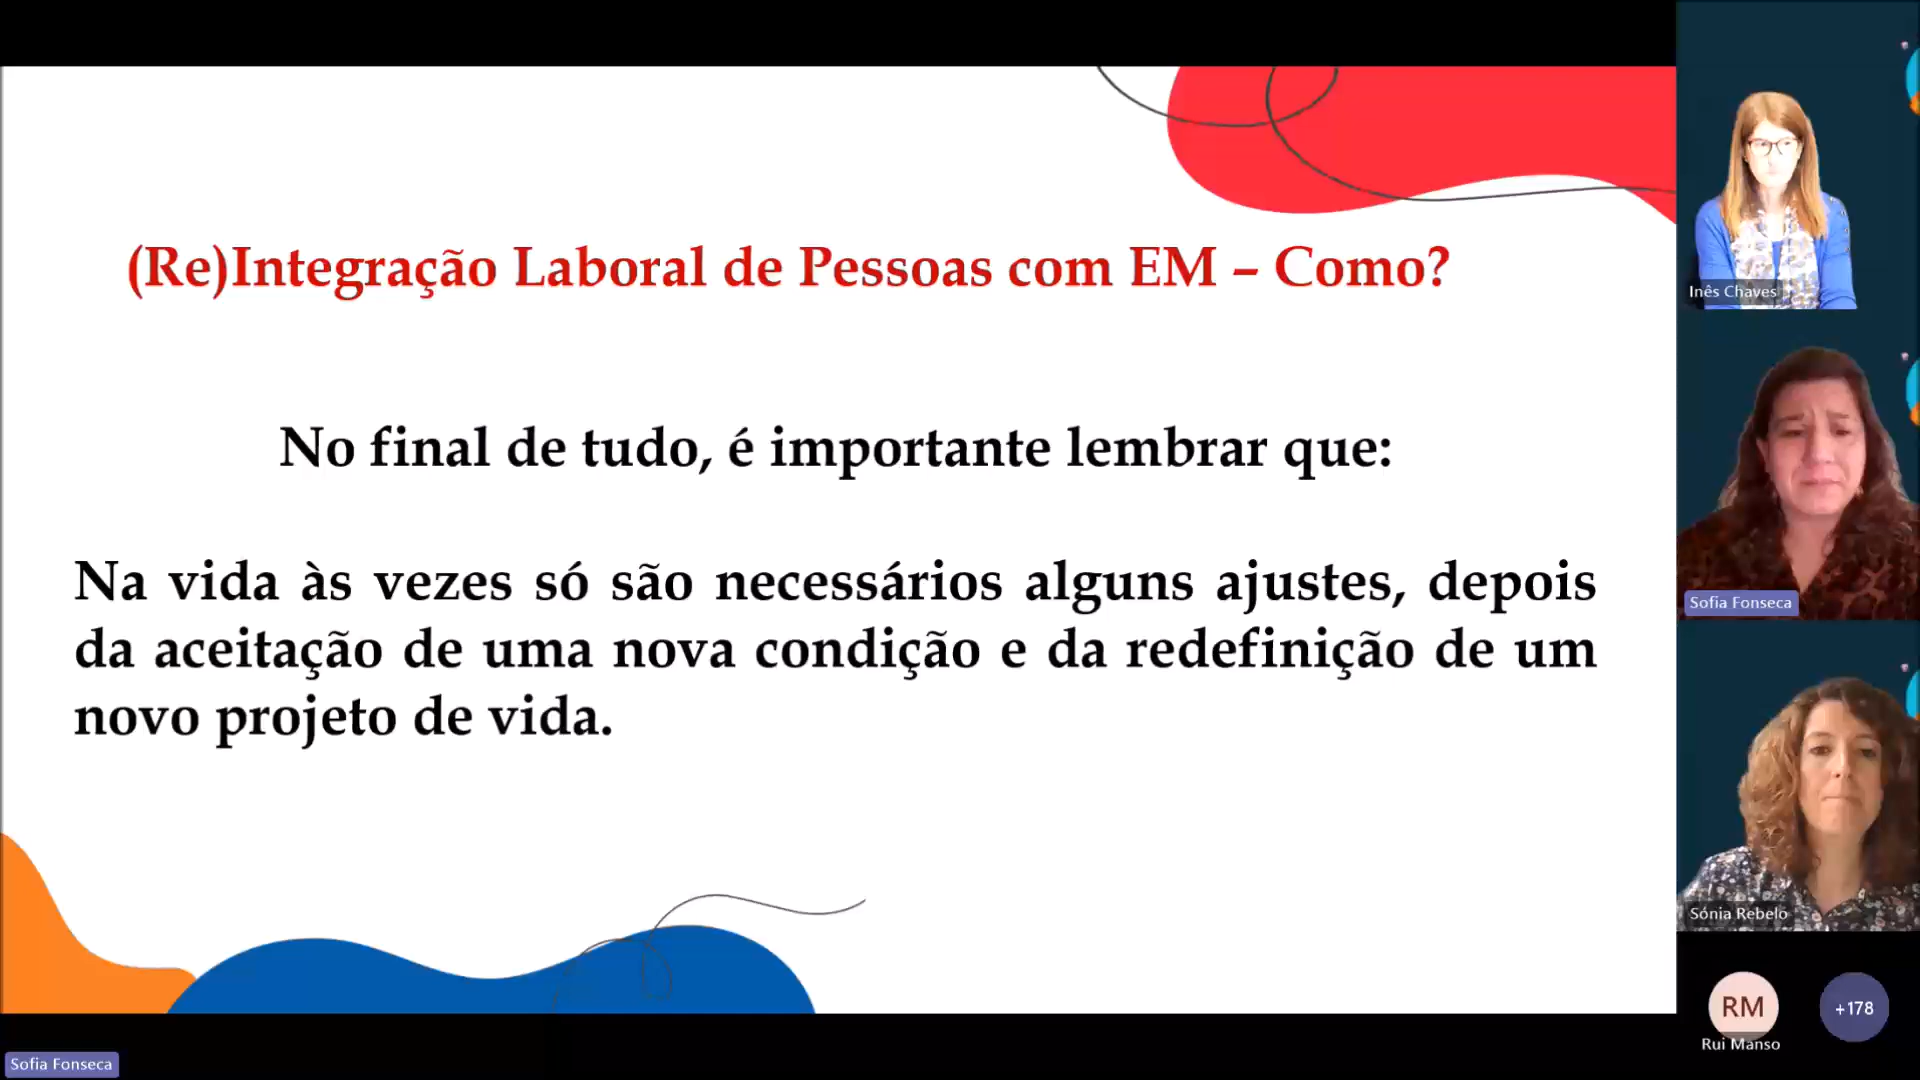 (Re)Integração Laboral de Pessoas com EM – Como?
No final de tudo, é importante lembrar que:
Na vida às vezes só são necessários alguns ajustes, depois
da aceitação de uma nova condição e da redefinição de um
novo projeto de vida.
Inês Chaves
Sofia Fonseca
Sónia Rebelo
RM
+178
Rui Manso
Sofia Fonseca